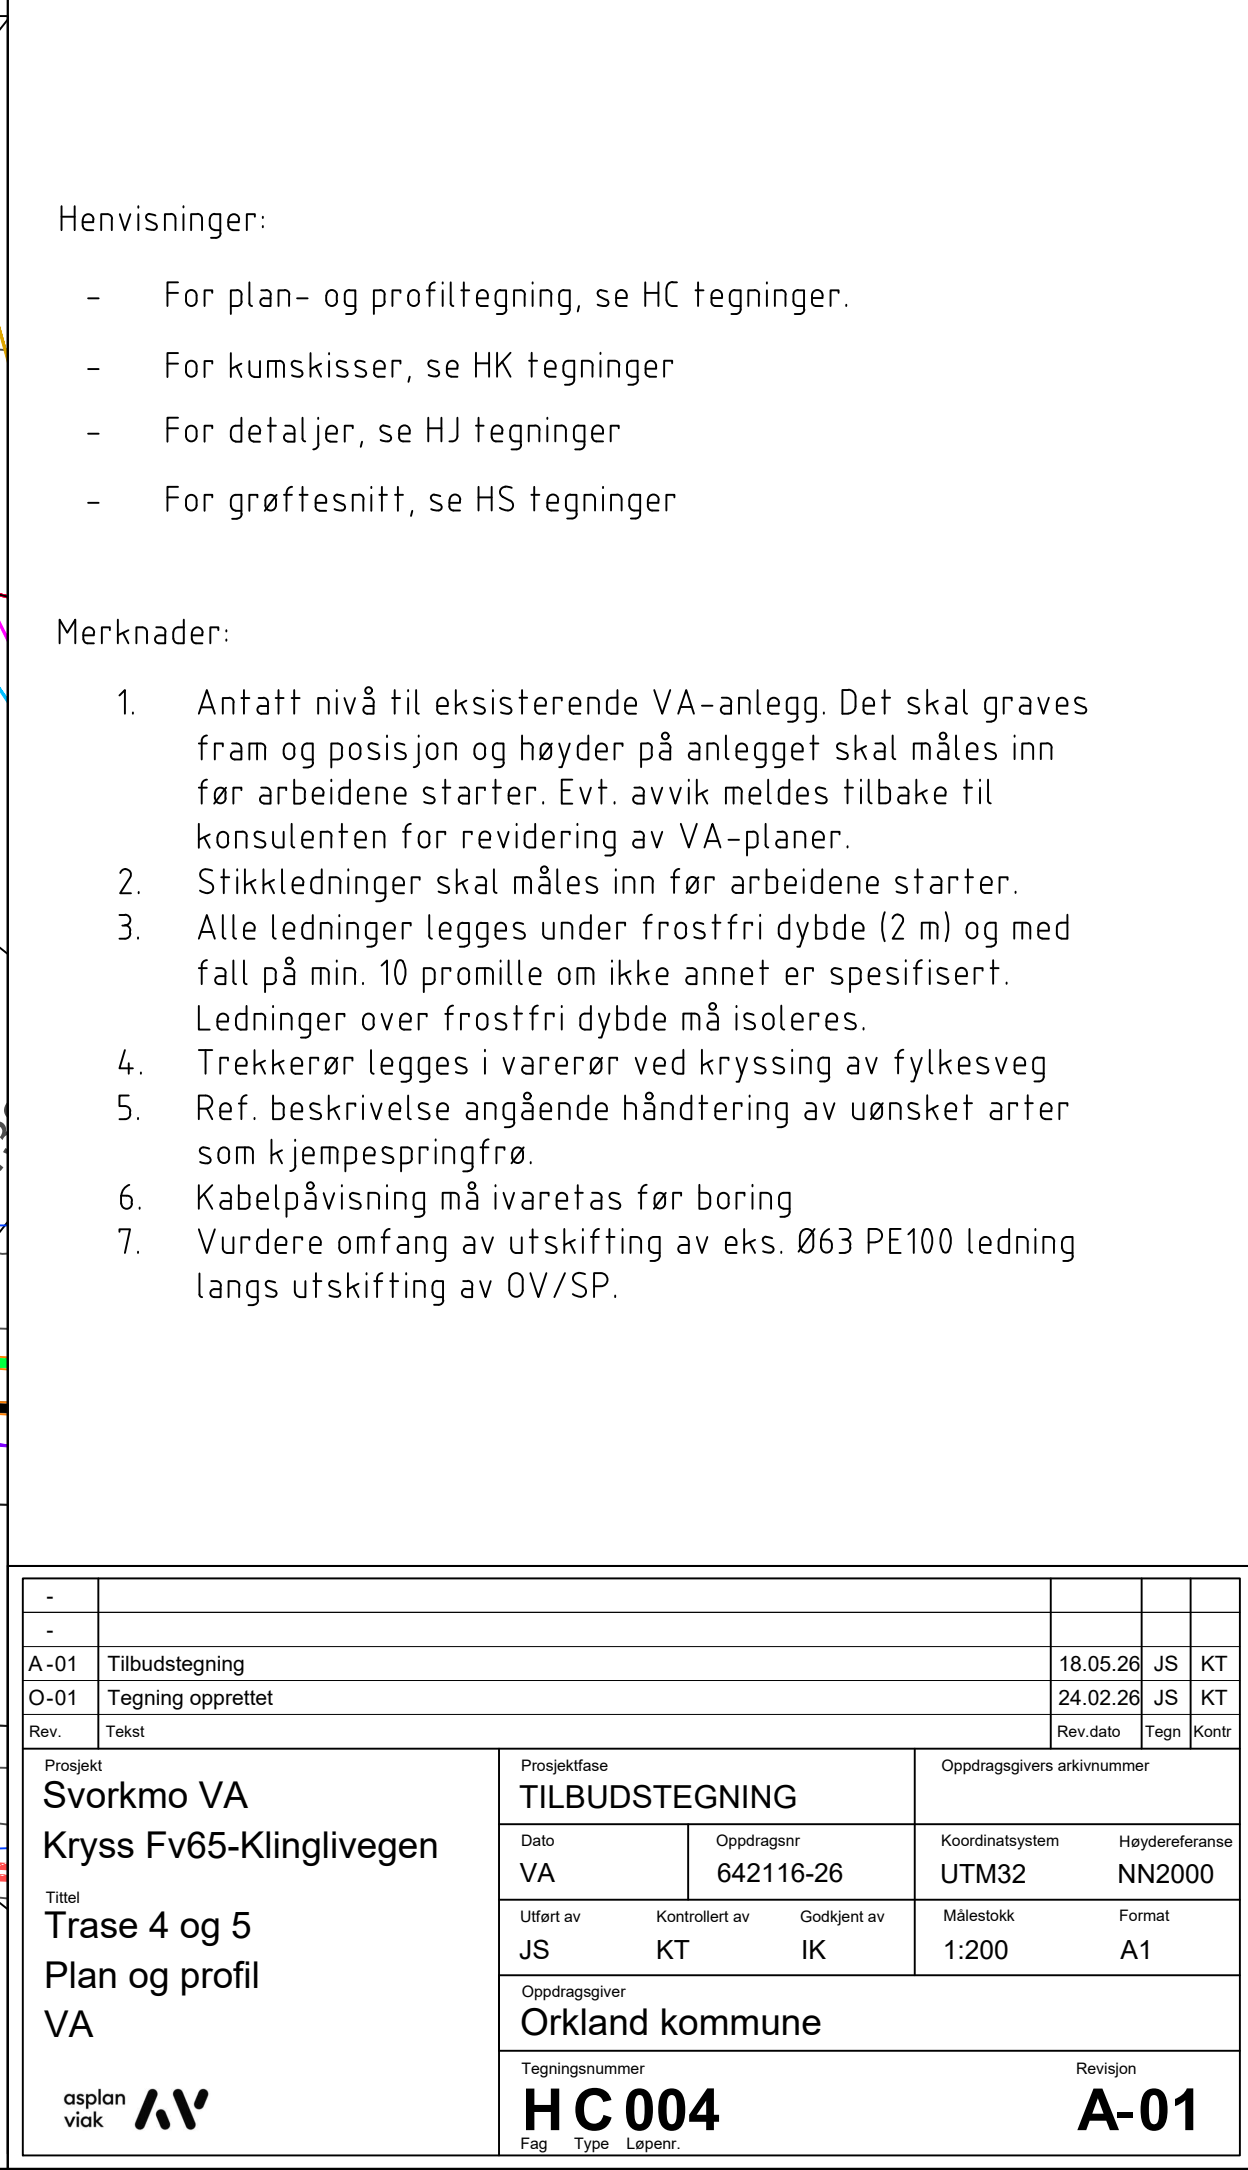 Henvisninger:
- For plan- og profiltegning, se HC tegninger.
- For kumskisser, se HK tegninger
- For detaljer, se HJ tegninger
- For grøftesnitt, se HS tegninger
Merknader:
1. Antatt nivå til eksisterende VA-anlegg. Det skal graves
fram og posisjon og høyder på anlegget skal måles inn
før arbeidene starter. Evt. avvik meldes tilbake til
konsulenten for revidering av VA-planer.
2. Stikkledninger skal måles inn før arbeidene starter.
3. Alle ledninger legges under frostfri dybde (2 m) og med
fall på min. 10 promille om ikke annet er spesifisert.
Ledninger over frostfri dybde må isoleres.
4. Trekkerør legges i varerør ved kryssing av fylkesveg
5. Ref. beskrivelse angående håndtering av uønsket arter
som kjempespringfrø.
6. Kabelpåvisning må ivaretas før boring
7. Vurdere omfang av utskifting av eks. Ø63 PE100 ledning
langs utskifting av OV/SP.
-
-
A-01 Tilbudstegning 18.05.26 JS KT
O-01 Tegning opprettet 24.02.26 JS KT
Rev. Tekst Rev.dato Tegn Kontr
Prosjekt
Svorkmo VA
Kryss Fv65-Klinglivegen
Tittel
Trase 4 og 5
Plan og profil
VA
asplan
viak
Prosjektfase
TILBUDSTEGNING
Oppdragsgivers arkivnummer
Dato Oppdragsnr Koordinatsystem Høydereferanse
VA 642116-26 UTM32 NN2000
Utført av Kontrollert av Godkjent av Målestokk Format
JS KT IK 1:200 A1
Oppdragsgiver
Orkland kommune
Tegningsnummer Revisjon
H C 004 A-01
Fag Type Løpenr.